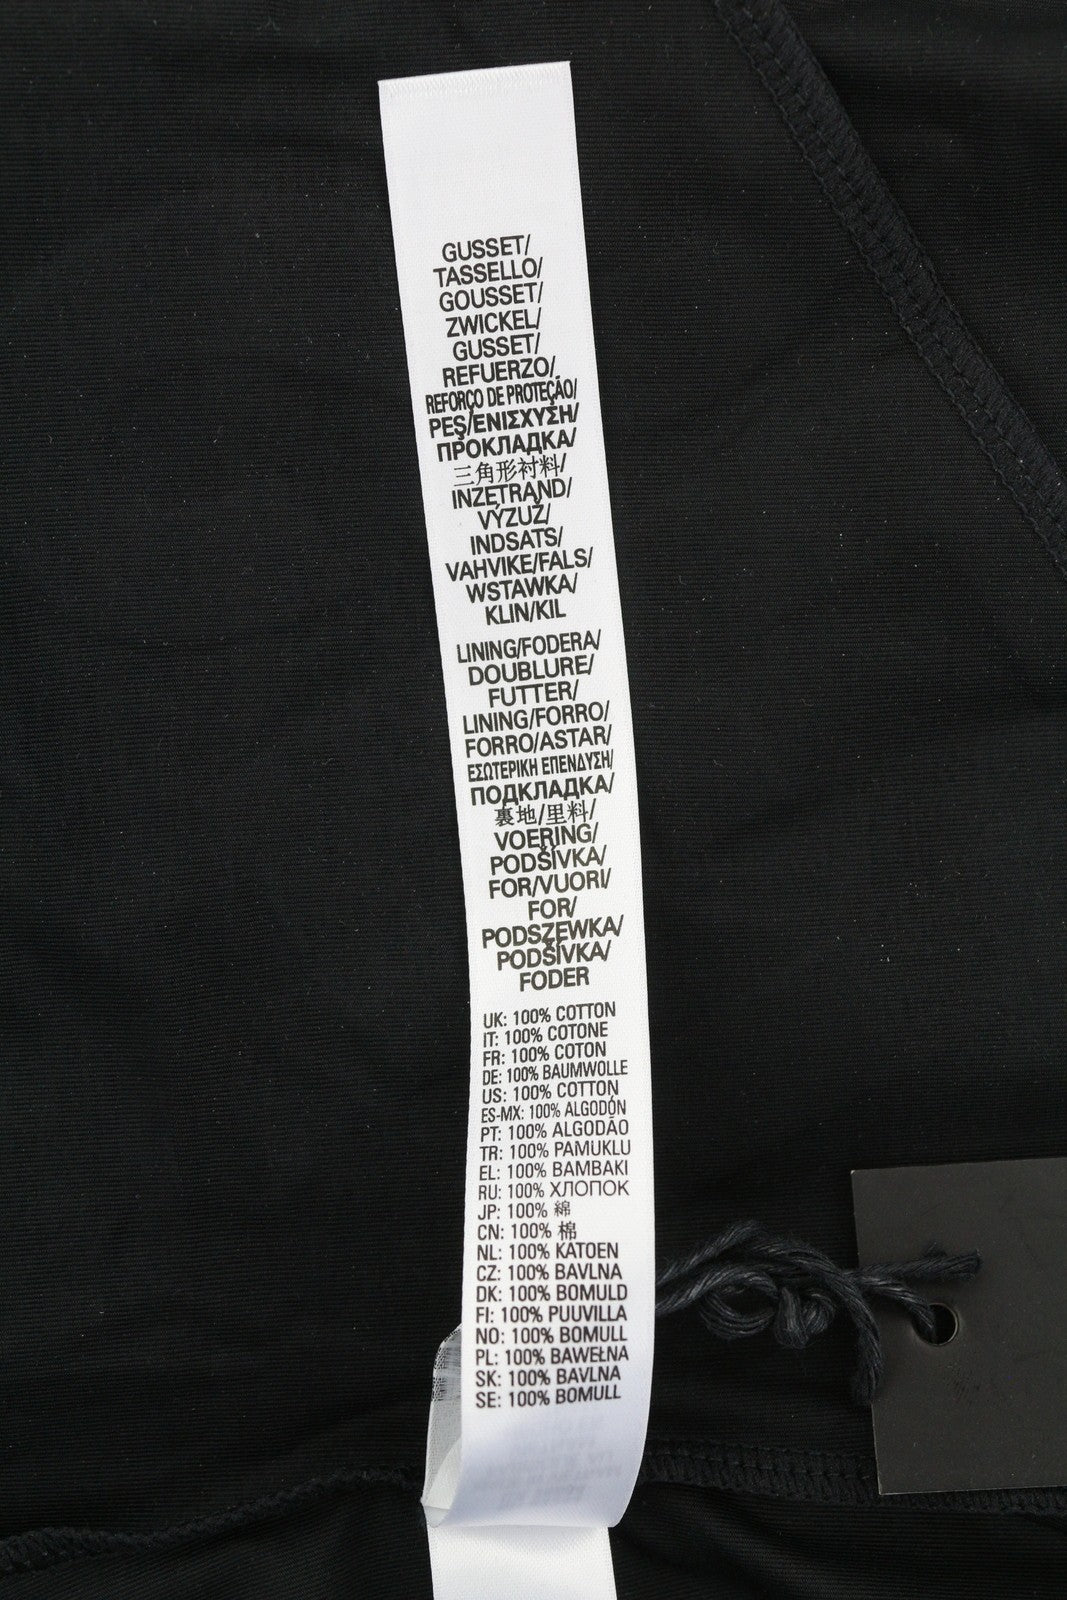 GUSSET/
TASSELLO/
GOUSSET/
ZWICKEL/
GUSSET/
REFUERZO/
REFORÇO DE PROTEÇÃO/
PEŞ/ΕΝΙΣΧΥΣΗ/
ПРОКЛАДКА/
三角形衬料/
INZETRAND/
VÝZUŽ/
INDSATS/
VAHVIKE/FALS/
WSTAWKA/
KLIN/KIL
LINING/FODERA/
DOUBLURE/
FUTTER/
LINING/FORRO/
FORRO/ASTAR/
ΕΣΩΤΕΡΙΚΗ ΕΠΕΝΔΥΣΗ/
ПОДКЛАДКА/
裏地/里料/
VOERING/
PODŠÍVKA/
FOR/VUORI/
FOR/
PODSZEWKA/
PODŠÍVKA/
FODER
UK: 100% COTTON
IT: 100% COTONE
FR: 100% COTON
DE: 100% BAUMWOLLE
US: 100% COTTON
ES-MX: 100% ALGODÓN
PT: 100% ALGODÃO
TR: 100% PAMUKLU
EL: 100% ΒΑΜΒΑΚΙ
RU: 100% ХЛОПОК
JP: 100% 綿
CN: 100% 棉
NL: 100% KATOEN
CZ: 100% BAVLNA
DK: 100% BOMULD
FI: 100% PUUVILLA
NO: 100% BOMULL
PL: 100% BAWEŁNA
SK: 100% BAVLNA
SE: 100% BOMULL